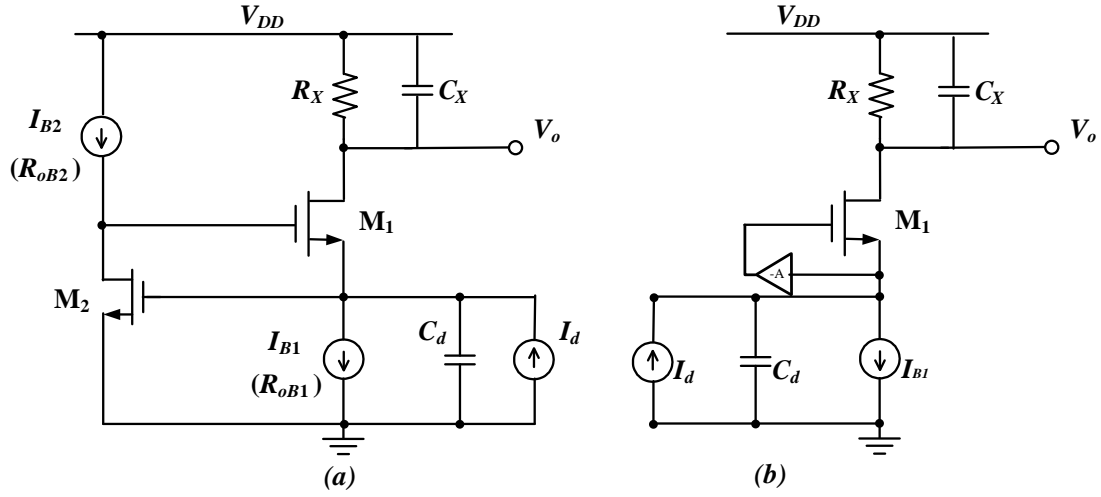 V_DD
R_X
C_X
I_B2
(R_oB2)
V_o
M_1
M_2
I_B1
(R_oB1)
C_d
I_d
(a)
V_DD
R_X
C_X
V_o
M_1
-A
I_d
C_d
I_B1
(b)